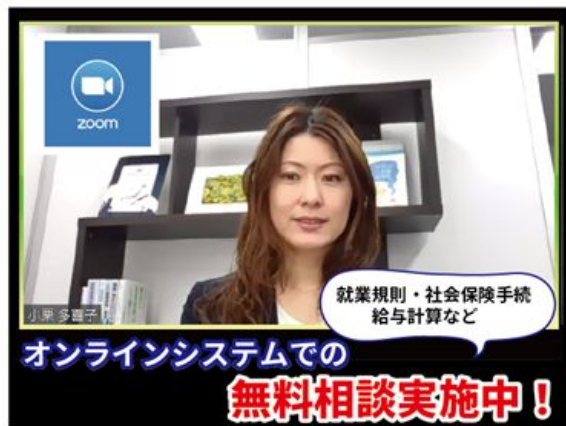 zoom
小栗 多喜子
就業規則・社会保険手続
給与計算など
オンラインシステムでの
無料相談実施中！